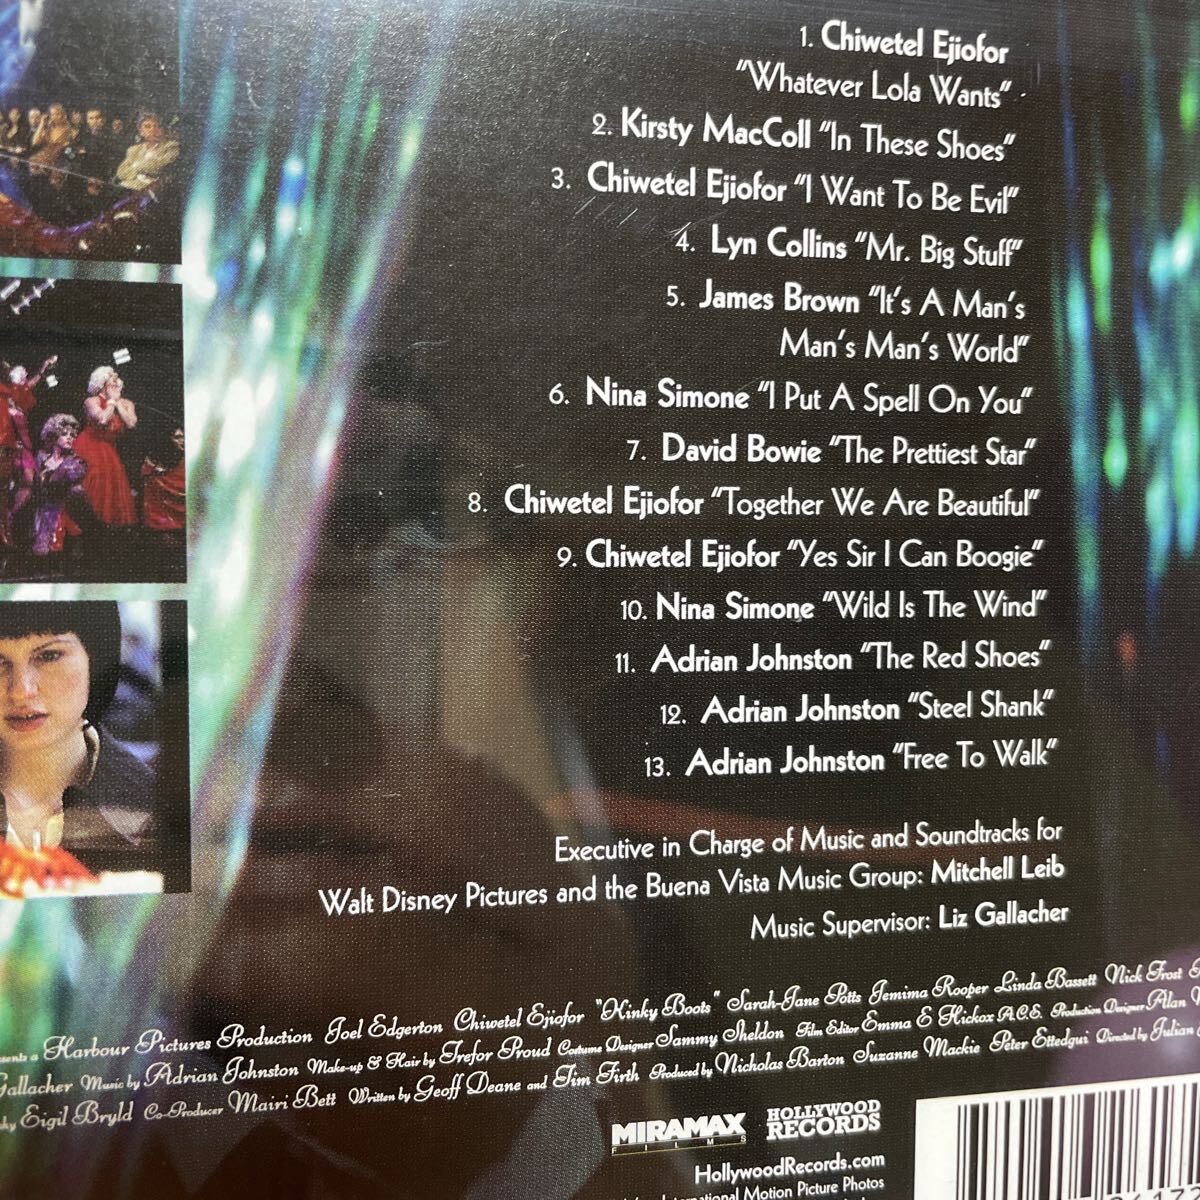 1. Chiwetel Ejiofor
"Whatever Lola Wants"
2. Kirsty MacColl "In These Shoes"
3. Chiwetel Ejiofor "I Want To Be Evil"
4. Lyn Collins "Mr. Big Stuff"
5. James Brown "It's A Man's
Man's Man's World"
6. Nina Simone "I Put A Spell On You"
7. David Bowie "The Prettiest Star"
8. Chiwetel Ejiofor "Together We Are Beautiful"
9. Chiwetel Ejiofor "Yes Sir I Can Boogie"
10. Nina Simone "Wild Is The Wind"
11. Adrian Johnston "The Red Shoes"
12. Adrian Johnston "Steel Shank"
13. Adrian Johnston "Free To Walk"
Executive in Charge of Music and Soundtracks for
Walt Disney Pictures and the Buena Vista Music Group: Mitchell Leib
Music Supervisor: Liz Gallacher
a Harbour Pictures Production Joel Edgerton Chiwetel Ejiofor "Kinky Boots" Sarah-Jane Potts Jemima Rooper Linda Bassett Nick Frost
Gallacher Music by Adrian Johnston Make-up & Hair by Trefor Proud Costume Designer Sammy Sheldon Film Editor Emma E Hickox A.C.E. Production Designer Alan
by Eigil Bryld Co-Producer Mairi Bett Written by Geoff Deane and Tim Firth Produced by Nicholas Barton Suzanne Mackie Peter Ettedgui Directed by Julian
MIRAMAX
FILMS
HOLLYWOOD
RECORDS
HollywoodRecords.com
Motion Picture Photos